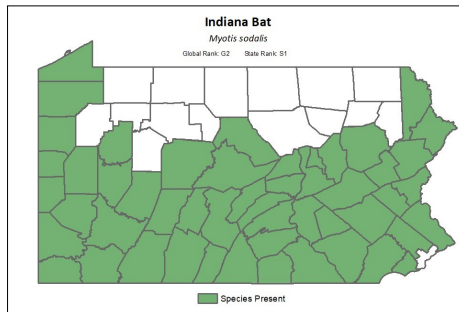 Indiana Bat
Myotis sodalis
Global Rank: G2 State Rank: S1
Species Present